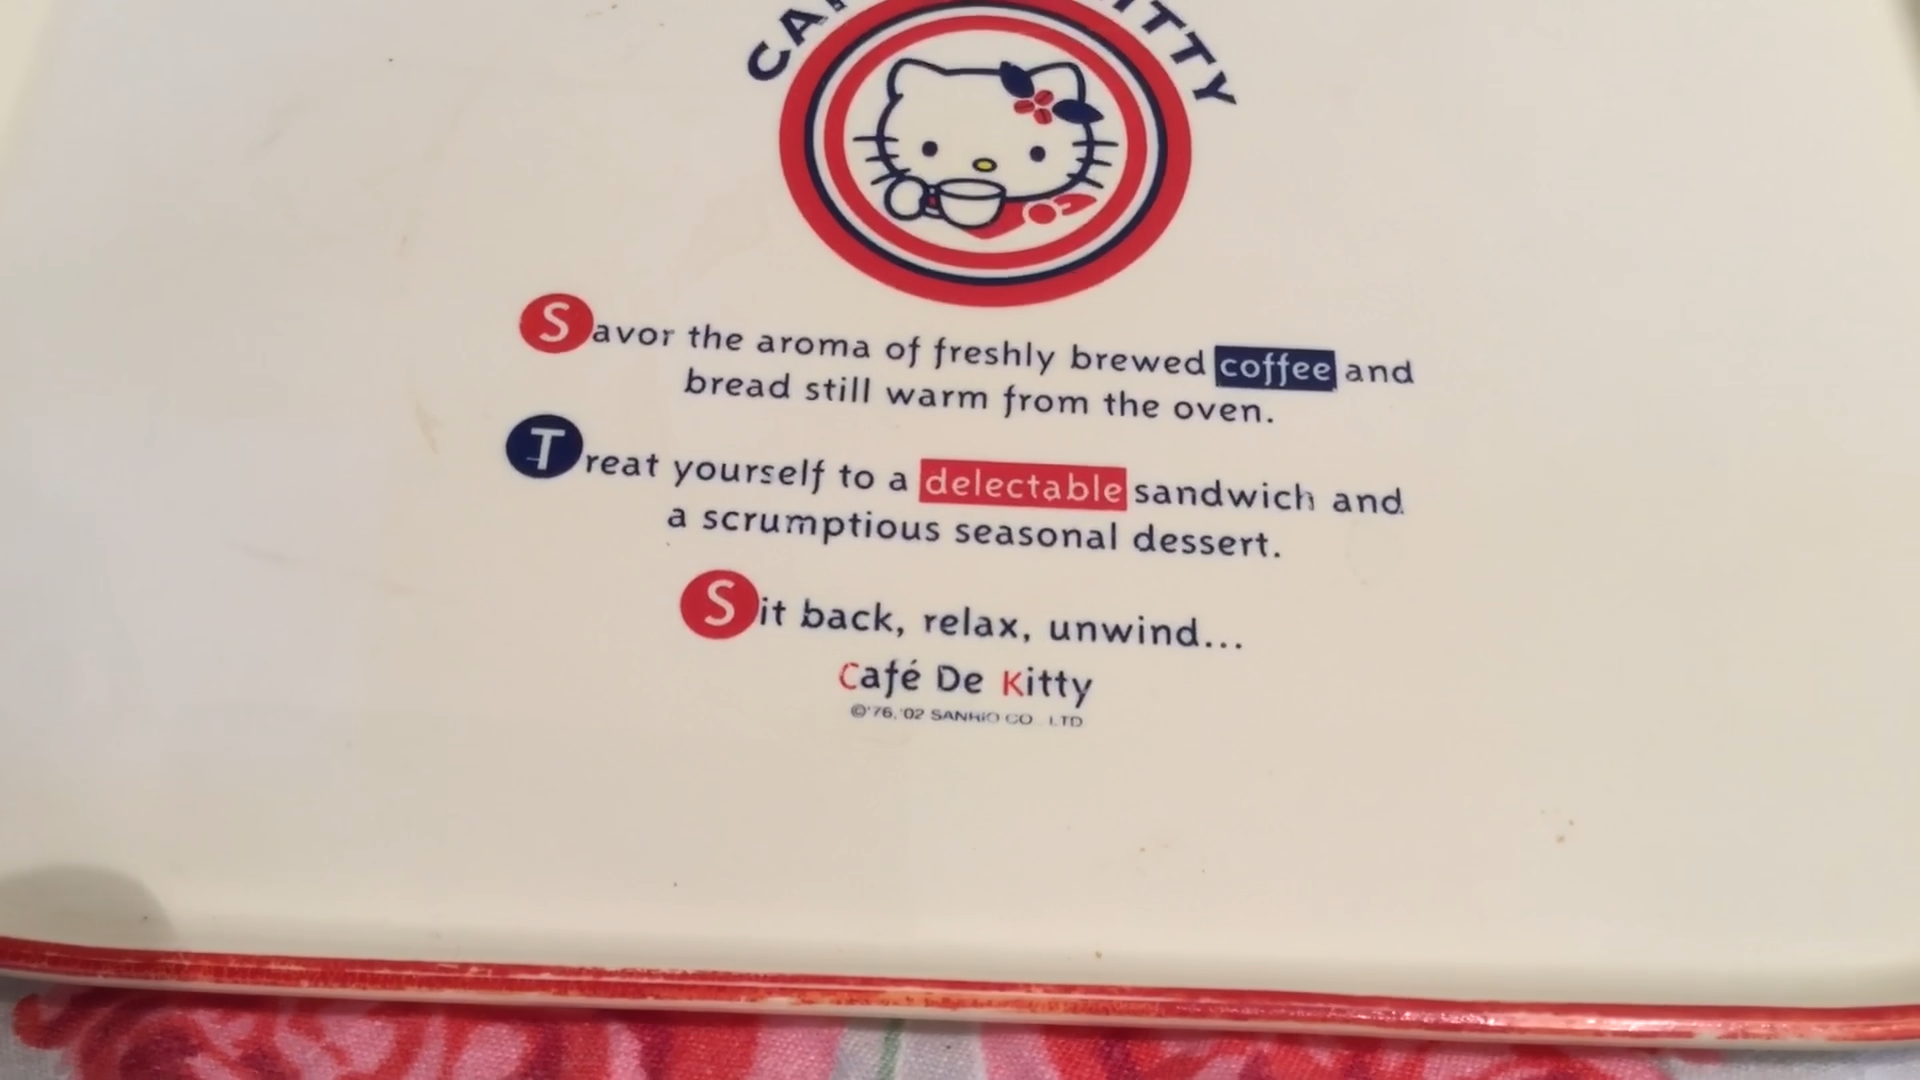 Savor the aroma of freshly brewed coffee and
bread still warm from the oven.
Treat yourself to a delectable sandwich and
a scrumptious seasonal dessert.
Sit back, relax, unwind...
Café De Kitty
©'76,'02 SANRIO CO. LTD